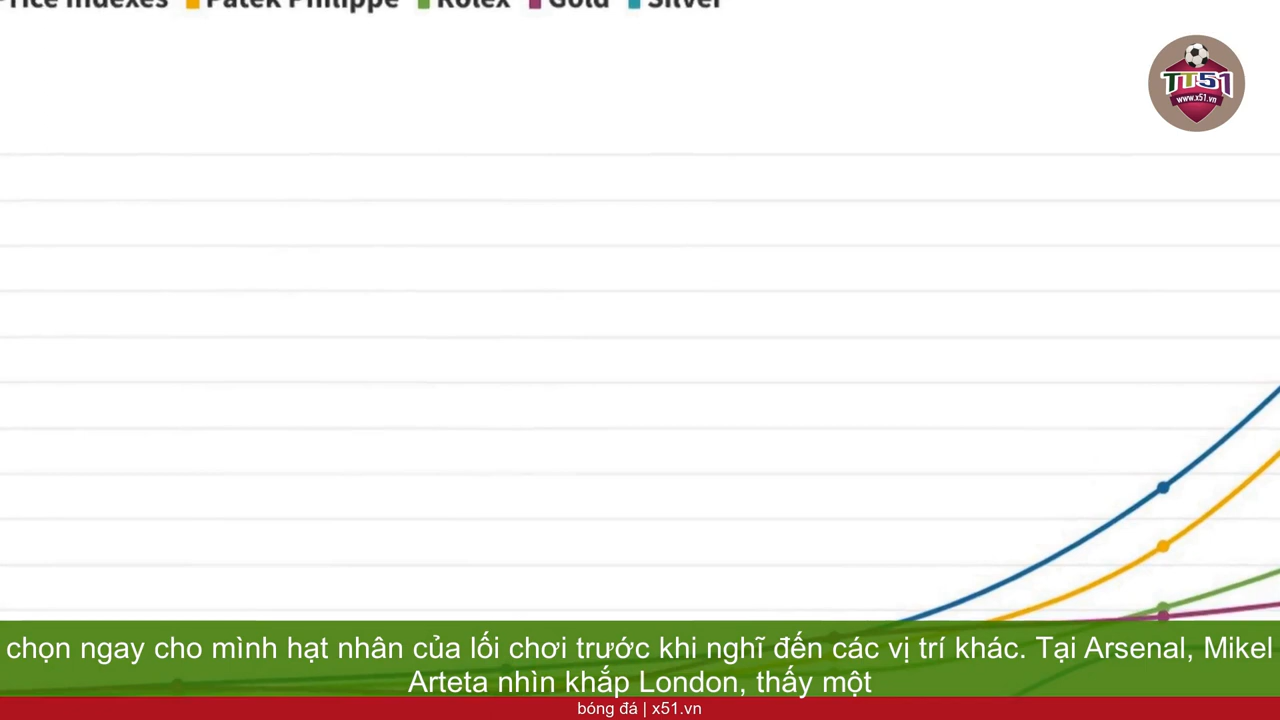 Price Indexes Patek Philippe Rolex Gold Silver
TT51
www.x51.vn
chọn ngay cho mình hạt nhân của lối chơi trước khi nghĩ đến các vị trí khác. Tại Arsenal, Mikel
Arteta nhìn khắp London, thấy một
bóng đá | x51.vn